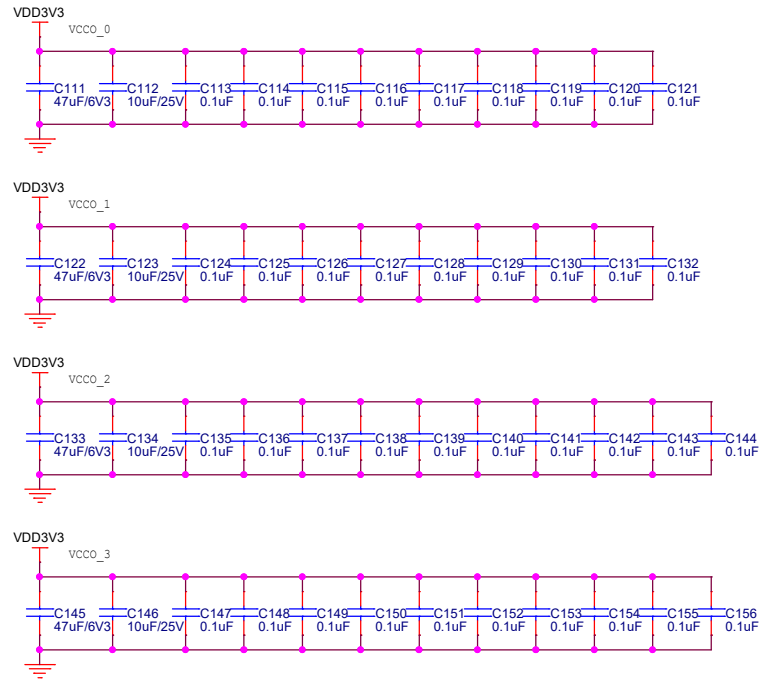 VDD3V3
VCCO_0
C111 C112 C113 C114 C115 C116 C117 C118 C119 C120 C121
47uF/6V3 10uF/25V 0.1uF 0.1uF 0.1uF 0.1uF 0.1uF 0.1uF 0.1uF 0.1uF 0.1uF
VDD3V3
VCCO_1
C122 C123 C124 C125 C126 C127 C128 C129 C130 C131 C132
47uF/6V3 10uF/25V 0.1uF 0.1uF 0.1uF 0.1uF 0.1uF 0.1uF 0.1uF 0.1uF 0.1uF
VDD3V3
VCCO_2
C133 C134 C135 C136 C137 C138 C139 C140 C141 C142 C143 C144
47uF/6V3 10uF/25V 0.1uF 0.1uF 0.1uF 0.1uF 0.1uF 0.1uF 0.1uF 0.1uF 0.1uF 0.1uF
VDD3V3
VCCO_3
C145 C146 C147 C148 C149 C150 C151 C152 C153 C154 C155 C156
47uF/6V3 10uF/25V 0.1uF 0.1uF 0.1uF 0.1uF 0.1uF 0.1uF 0.1uF 0.1uF 0.1uF 0.1uF